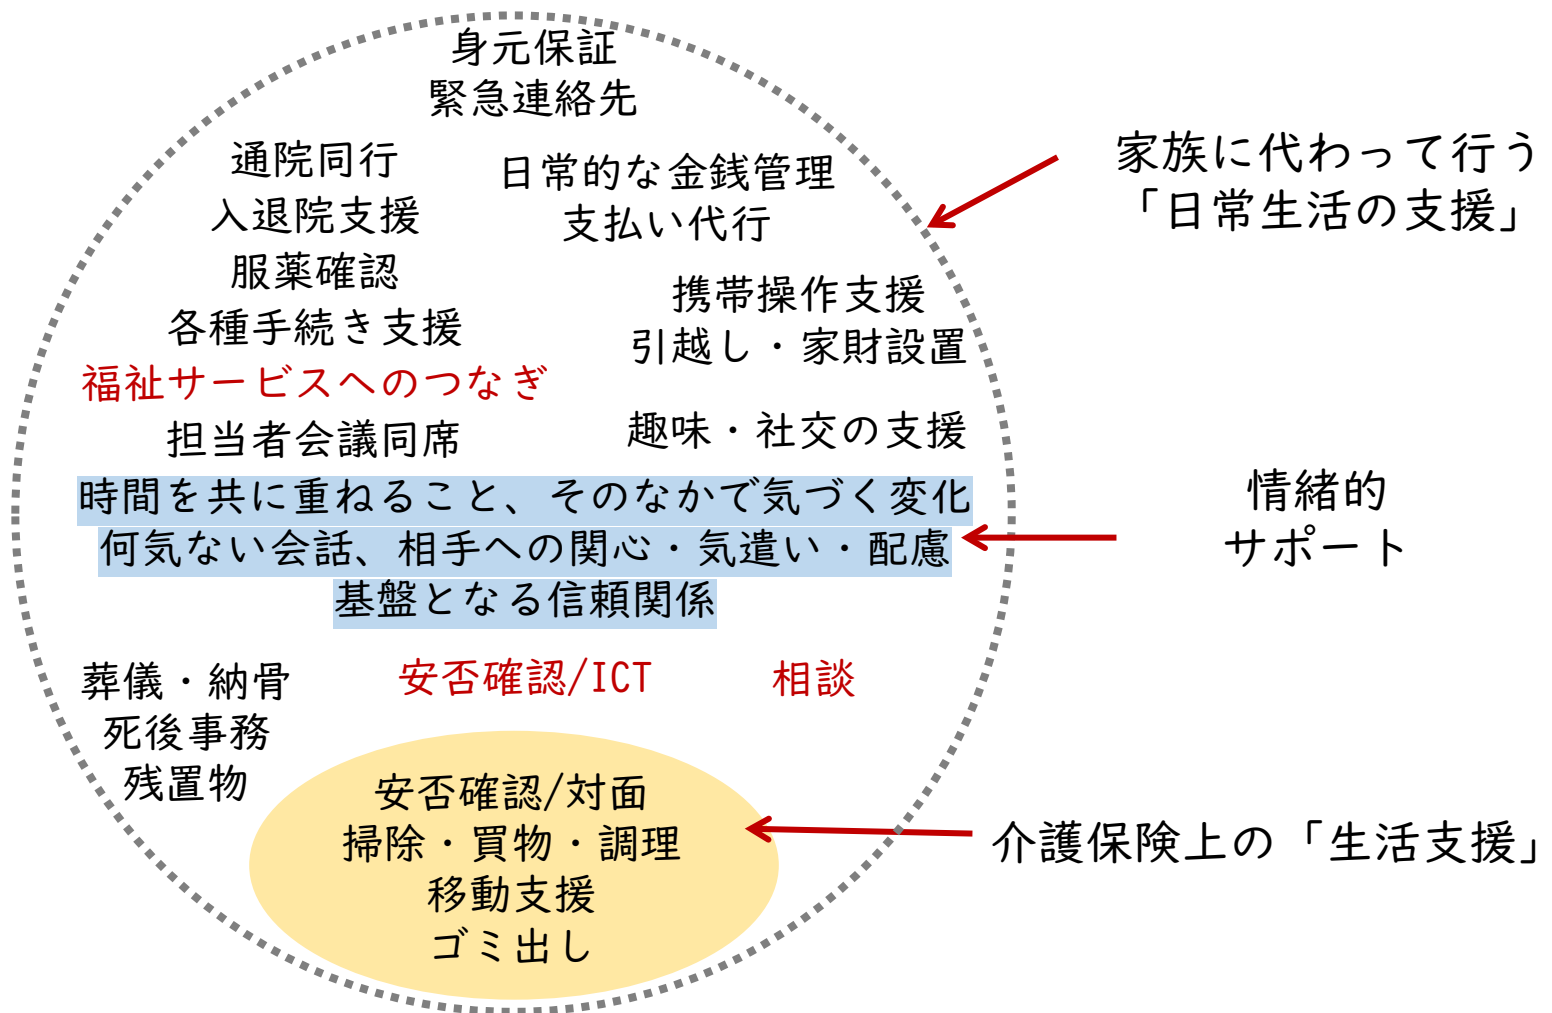 身元保証
緊急連絡先
通院同行
入退院支援
服薬確認
各種手続き支援
福祉サービスへのつなぎ
担当者会議同席
日常的な金銭管理
支払い代行
携帯操作支援
引越し・家財設置
趣味・社交の支援
時間を共に重ねること、そのなかで気づく変化
何気ない会話、相手への関心・気遣い・配慮
基盤となる信頼関係
葬儀・納骨
死後事務
残置物
安否確認/ICT
相談
安否確認/対面
掃除・買物・調理
移動支援
ゴミ出し
家族に代わって行う
「日常生活の支援」
情緒的
サポート
介護保険上の「生活支援」